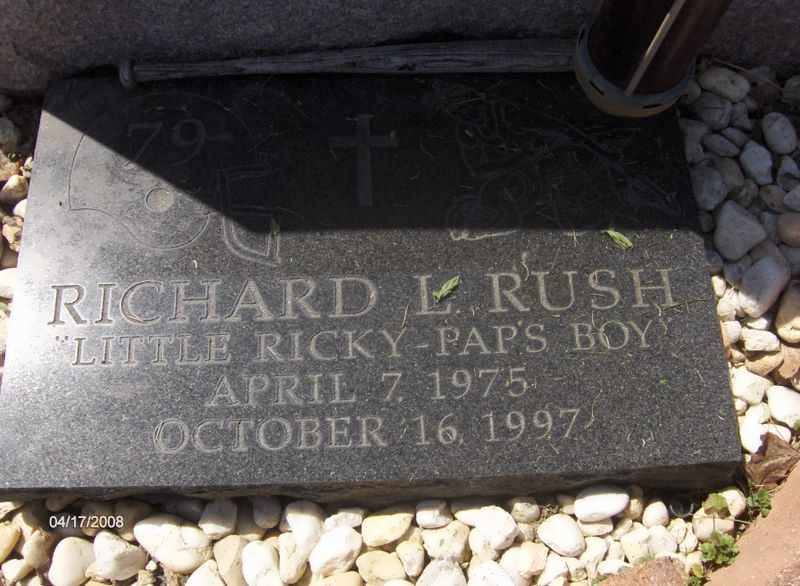 79
RICHARD L. RUSH
"LITTLE RICKY-PAP'S BOY"
APRIL 7, 1975
OCTOBER 16, 1997
04/17/2008